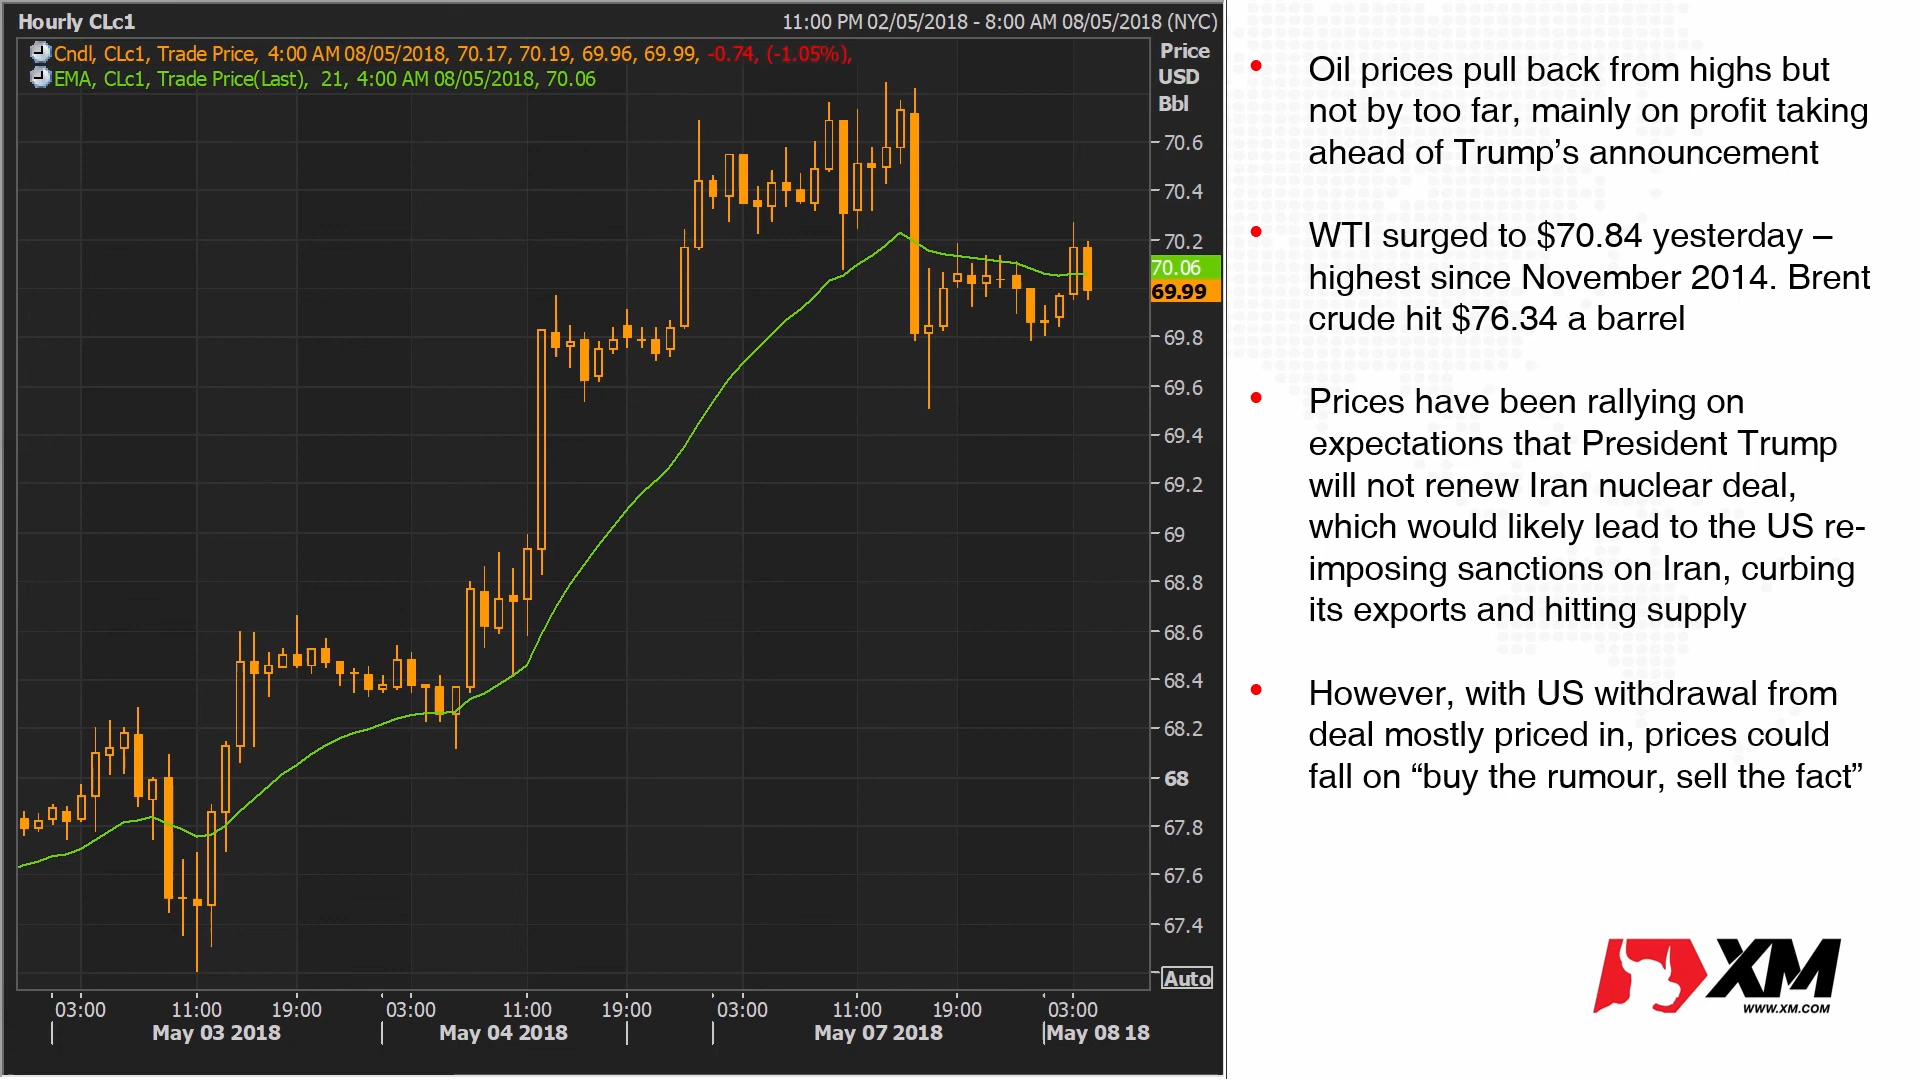 Hourly CLc1
11:00 PM 02/05/2018 - 8:00 AM 08/05/2018 (NYC)
Cndl, CLc1, Trade Price, 4:00 AM 08/05/2018, 70.17, 70.19, 69.96, 69.99, -0.74, (-1.05%),
EMA, CLc1, Trade Price(Last), 21, 4:00 AM 08/05/2018, 70.06
Price
USD
Bbl
70.6
70.4
70.2
70.06
69.99
69.8
69.6
69.4
69.2
69
68.8
68.6
68.4
68.2
68
67.8
67.6
67.4
Auto
03:00 11:00 19:00 03:00 11:00 19:00 03:00 11:00 19:00 03:00
May 03 2018 May 04 2018 May 07 2018 May 08 18
• Oil prices pull back from highs but
not by too far, mainly on profit taking
ahead of Trump’s announcement
• WTI surged to $70.84 yesterday –
highest since November 2014. Brent
crude hit $76.34 a barrel
• Prices have been rallying on
expectations that President Trump
will not renew Iran nuclear deal,
which would likely lead to the US re-
imposing sanctions on Iran, curbing
its exports and hitting supply
• However, with US withdrawal from
deal mostly priced in, prices could
fall on “buy the rumour, sell the fact”
XM
WWW.XM.COM